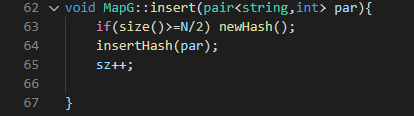 62 void MapG::insert(pair<string,int> par){
63 if(size()>=N/2) newHash();
64 insertHash(par);
65 sz++;
66
67 }